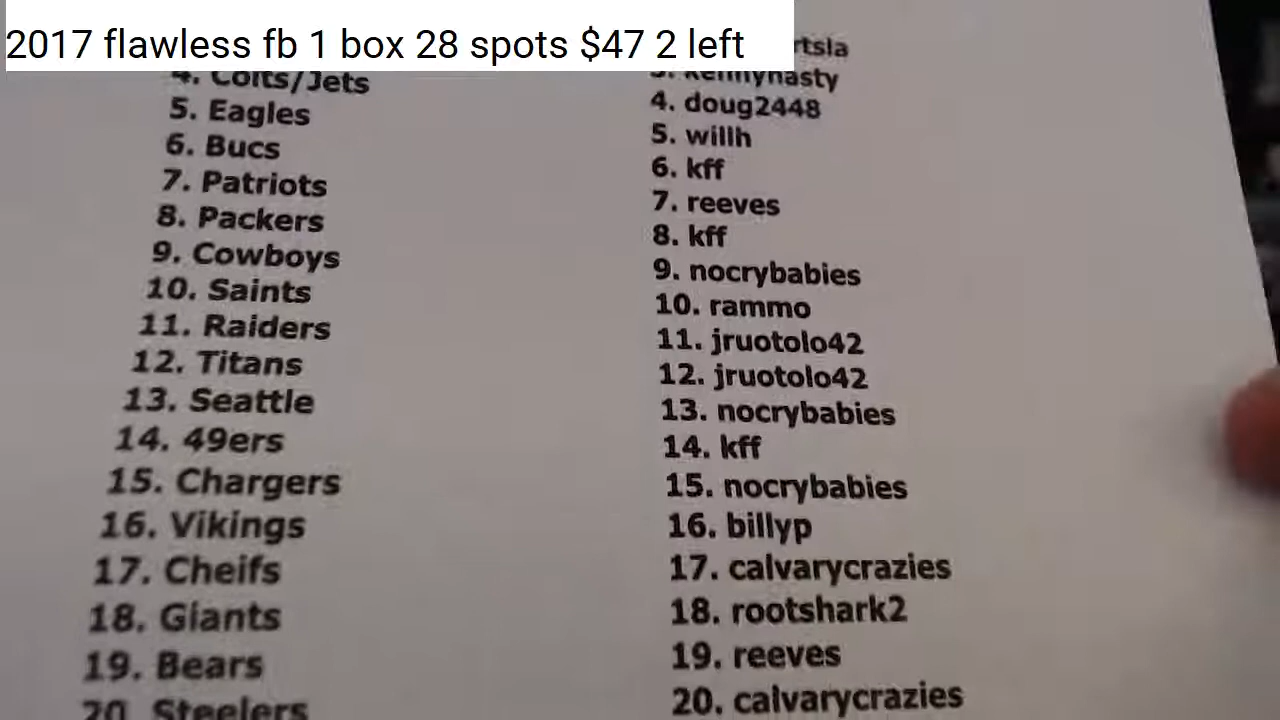 2017 flawless fb 1 box 28 spots $47 2 left
4. Colts/Jets
5. Eagles
6. Bucs
7. Patriots
8. Packers
9. Cowboys
10. Saints
11. Raiders
12. Titans
13. Seattle
14. 49ers
15. Chargers
16. Vikings
17. Cheifs
18. Giants
19. Bears
20. Steelers
3. kennynasty
4. doug2448
5. willh
6. kff
7. reeves
8. kff
9. nocrybabies
10. rammo
11. jruotolo42
12. jruotolo42
13. nocrybabies
14. kff
15. nocrybabies
16. billyp
17. calvarycrazies
18. rootshark2
19. reeves
20. calvarycrazies